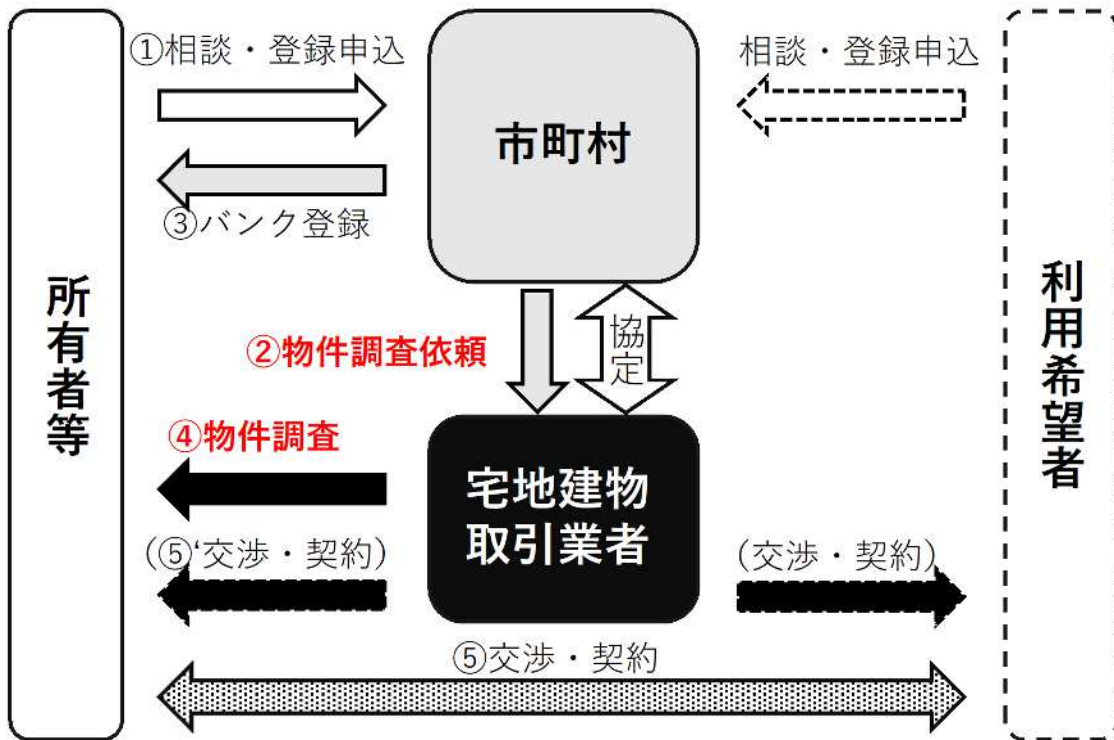 ①相談・登録申込
相談・登録申込
市町村
③バンク登録
所有者等
利用希望者
②物件調査依頼
協定
④物件調査
宅地建物
取引業者
(⑤‘交渉・契約)
(交渉・契約)
⑤交渉・契約